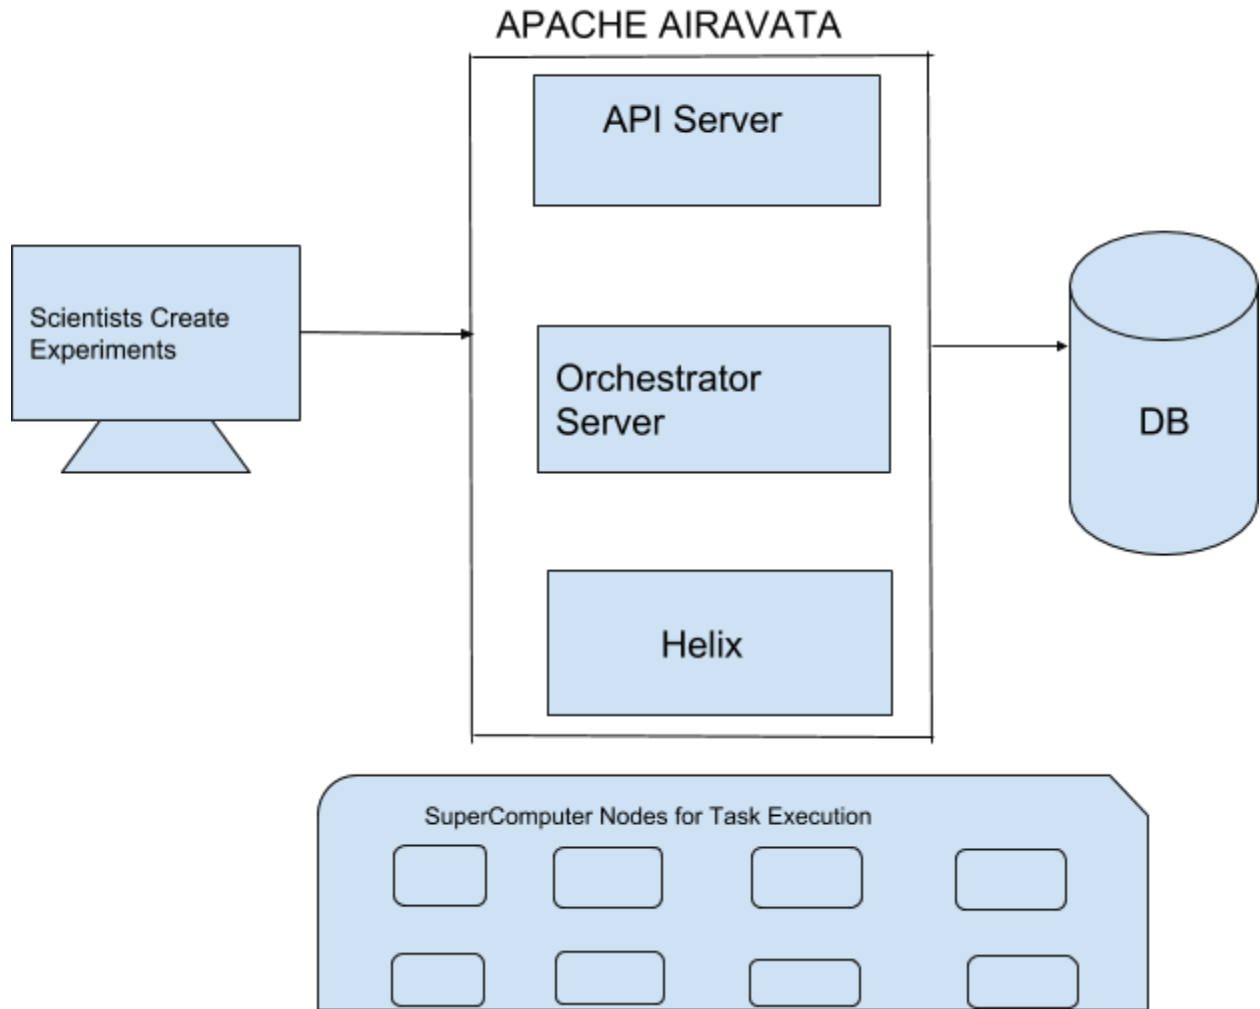 APACHE AIRAVATA
API Server
Scientists Create
Experiments
Orchestrator
Server
DB
Helix
SuperComputer Nodes for Task Execution